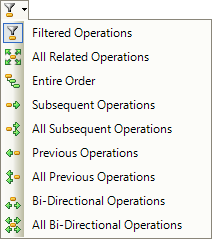 Filtered Operations
All Related Operations
Entire Order
Subsequent Operations
All Subsequent Operations
Previous Operations
All Previous Operations
Bi-Directional Operations
All Bi-Directional Operations